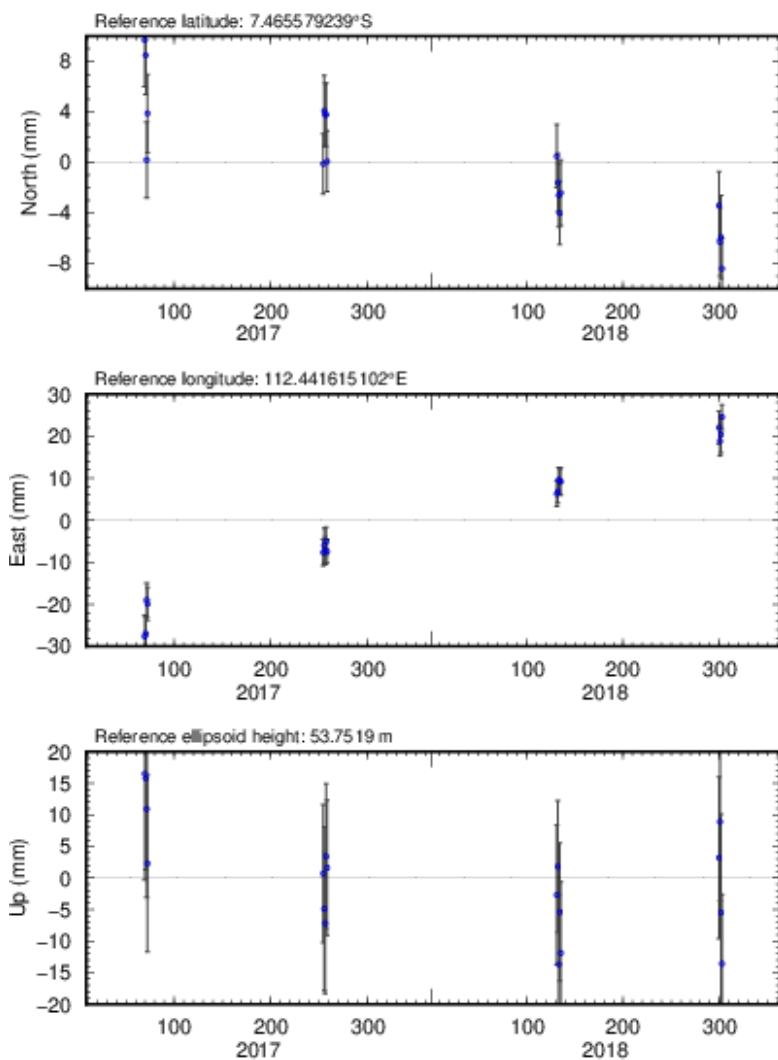 Reference latitude: 7.465579239°S
8
4
0
−4
−8
North (mm)
100 200 300 100 200 300
2017 2018
Reference longitude: 112.441615102°E
30
20
10
0
−10
−20
−30
East (mm)
100 200 300 100 200 300
2017 2018
Reference ellipsoid height: 53.7519 m
20
15
10
5
0
−5
−10
−15
−20
Up (mm)
100 200 300 100 200 300
2017 2018